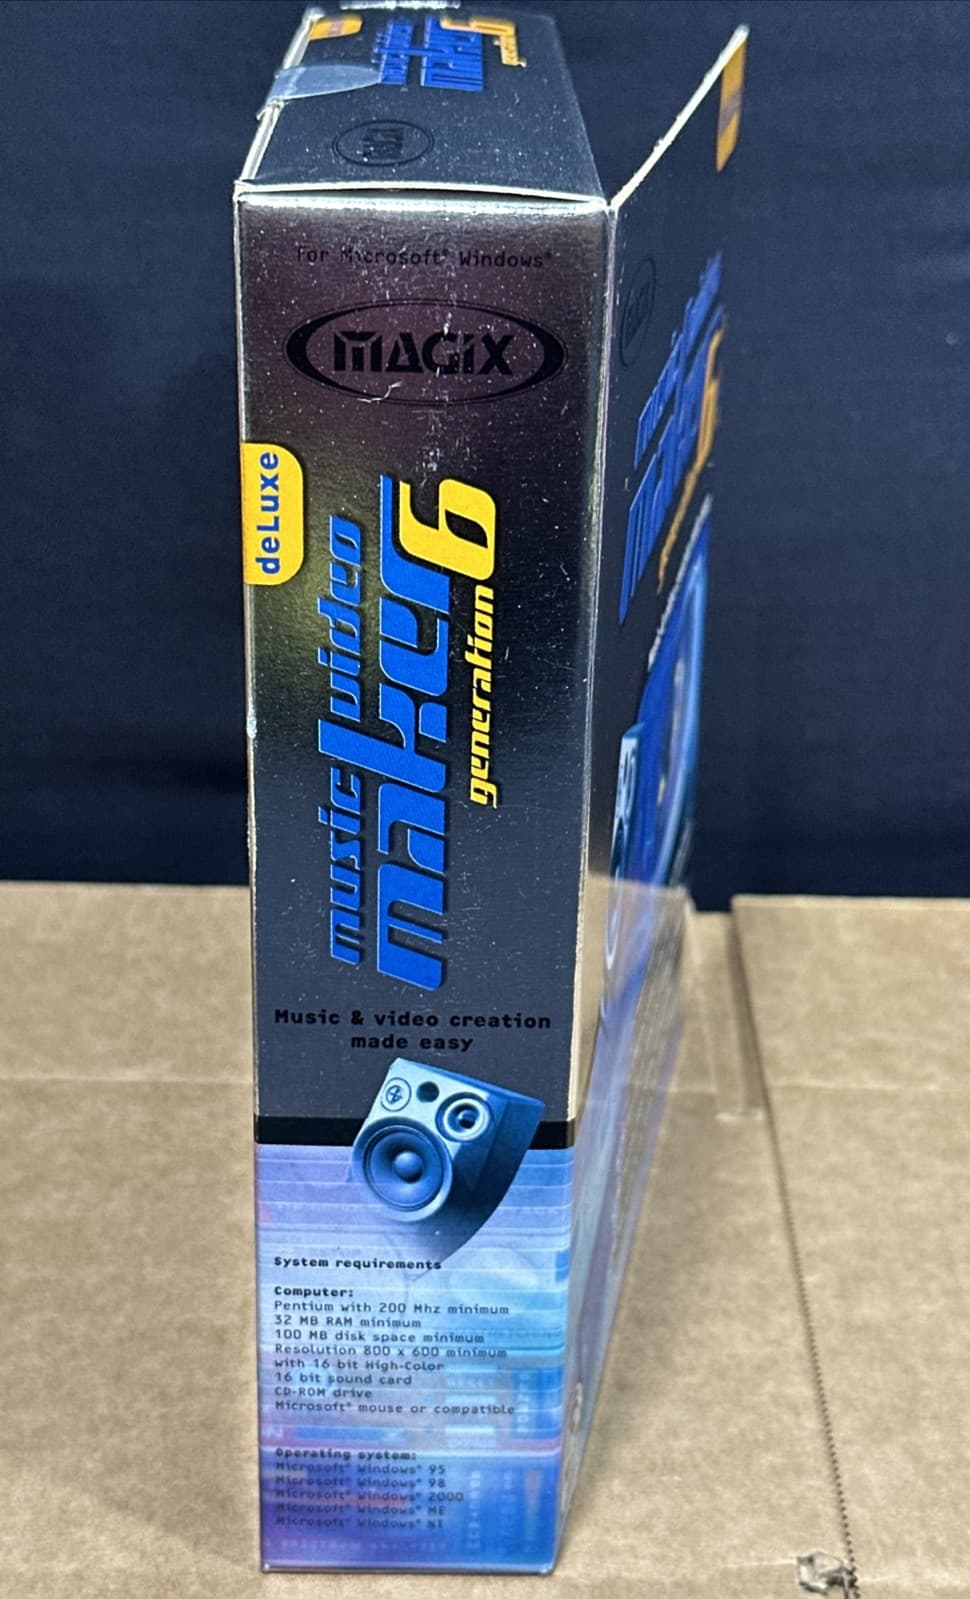 For Microsoft® Windows®
MAGIX
deLuxe
music video
maker 6
generation
Music & video creation
made easy
System requirements
Computer:
Pentium with 200 Mhz minimum
32 MB RAM minimum
100 MB disk space minimum
Resolution 800 x 600 minimum
with 16 bit High-Color
16 bit sound card
CD-ROM drive
Microsoft® mouse or compatible
Operating system:
Microsoft® Windows® 95
Microsoft® Windows® 98
Microsoft® Windows® 2000
Microsoft® Windows® ME
Microsoft® Windows® NT